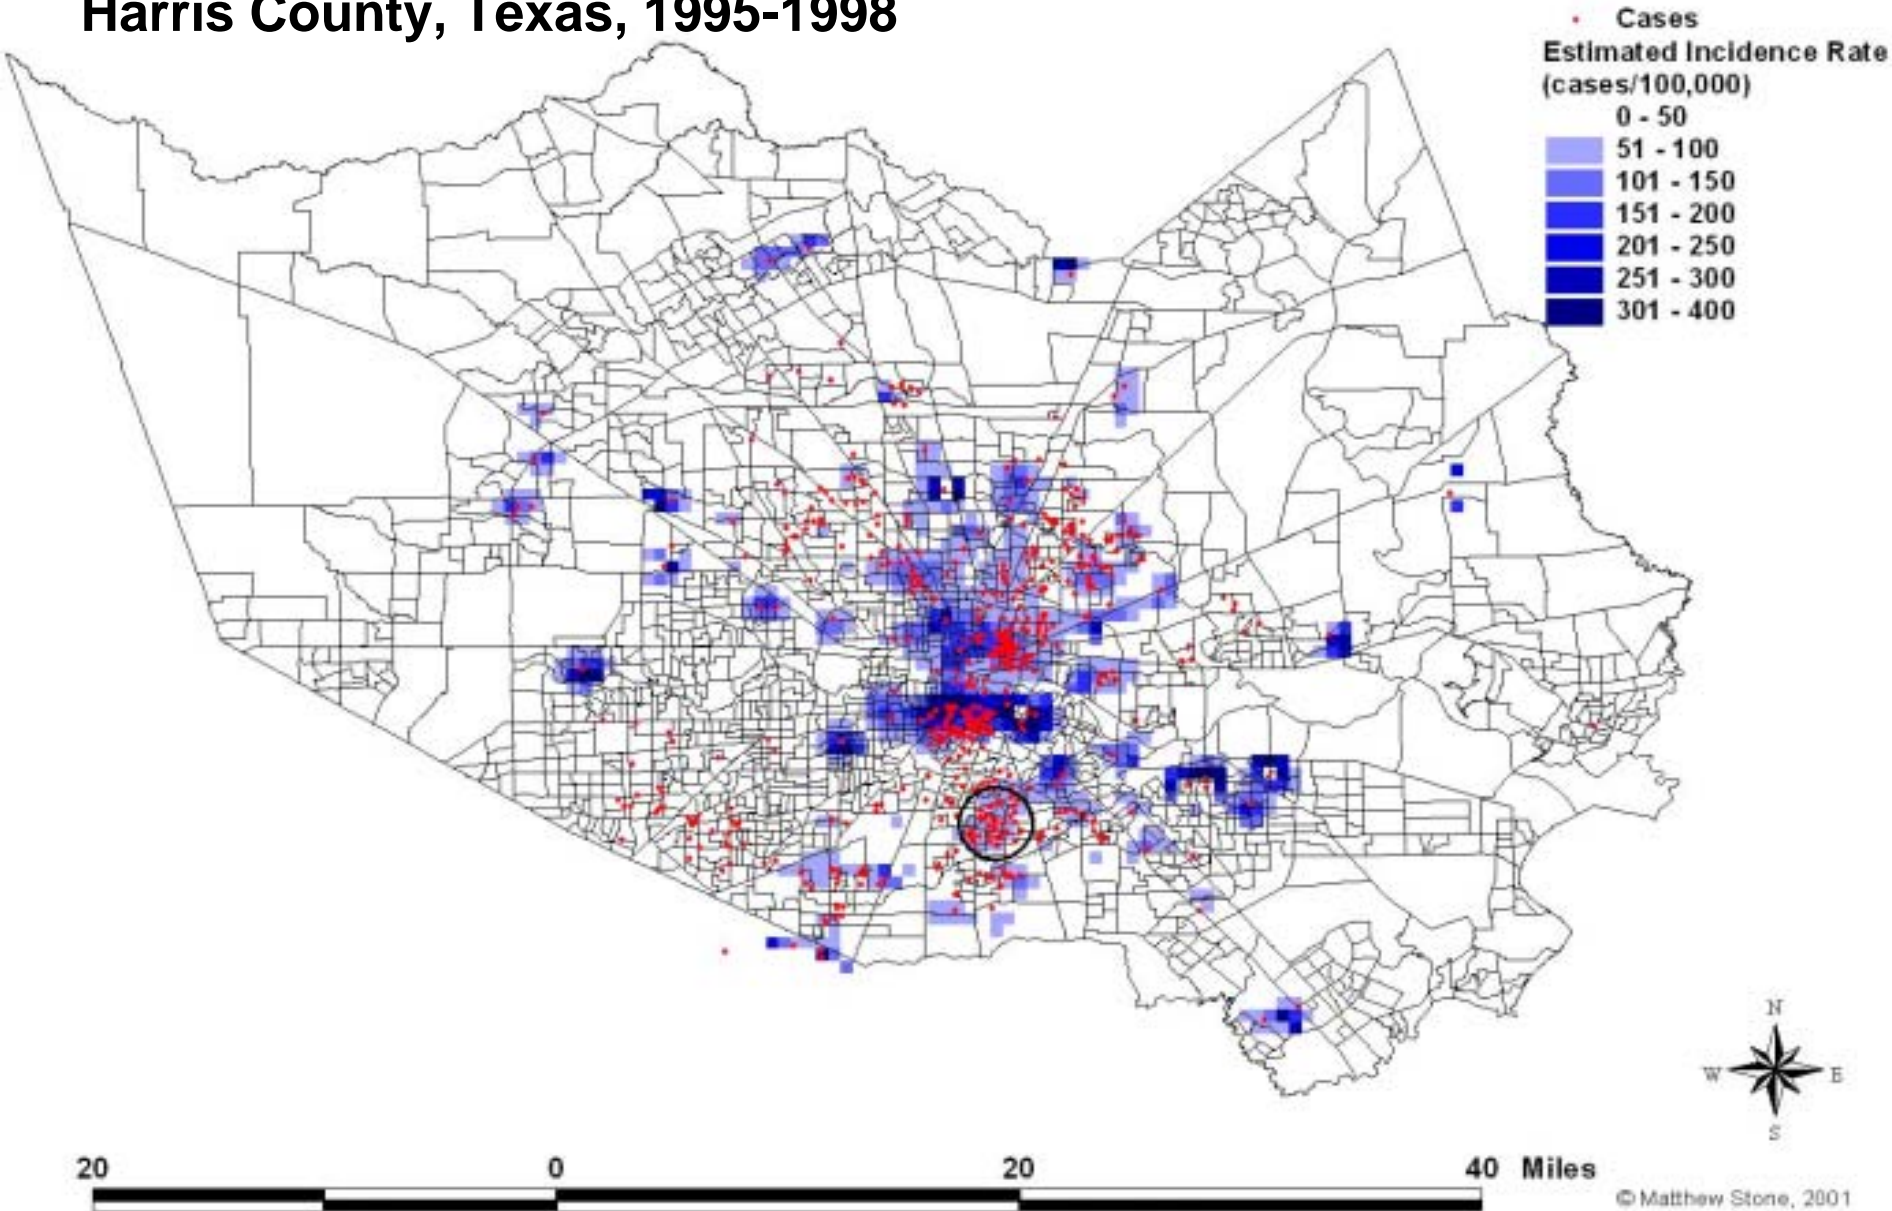 Harris County, Texas, 1995-1998
Cases
Estimated Incidence Rate
(cases/100,000)
0 - 50
51 - 100
101 - 150
151 - 200
201 - 250
251 - 300
301 - 400
N
W E
S
20 0 20 40 Miles
© Matthew Stone, 2001